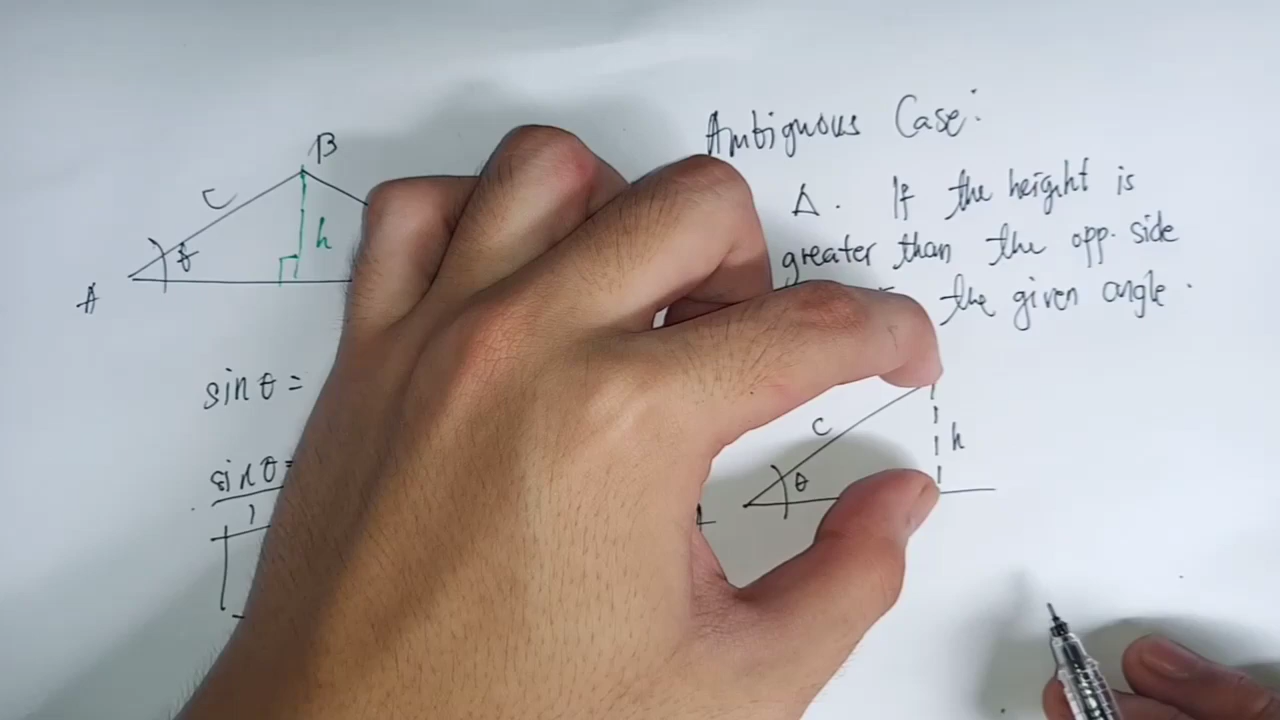 B
C
θ
h
A
sin θ =
sin θ =
1
Ambiguous Case:
Δ. If the height is
greater than the opp. side
the given angle.
C
θ
h